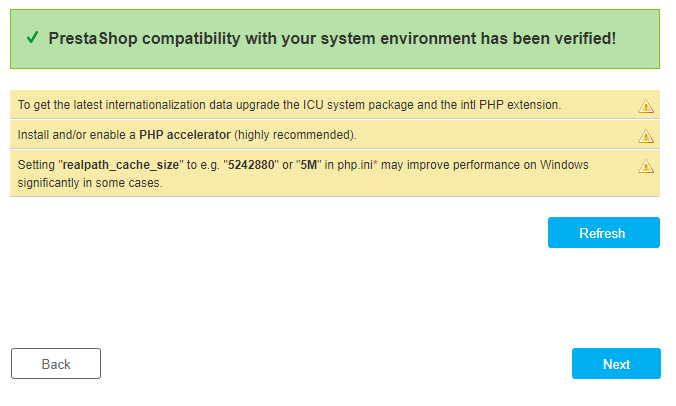 PrestaShop compatibility with your system environment has been verified!
To get the latest internationalization data upgrade the ICU system package and the intl PHP extension.
Install and/or enable a PHP accelerator (highly recommended).
Setting "realpath_cache_size" to e.g. "5242880" or "5M" in php.ini* may improve performance on Windows
significantly in some cases.
Refresh
Back
Next